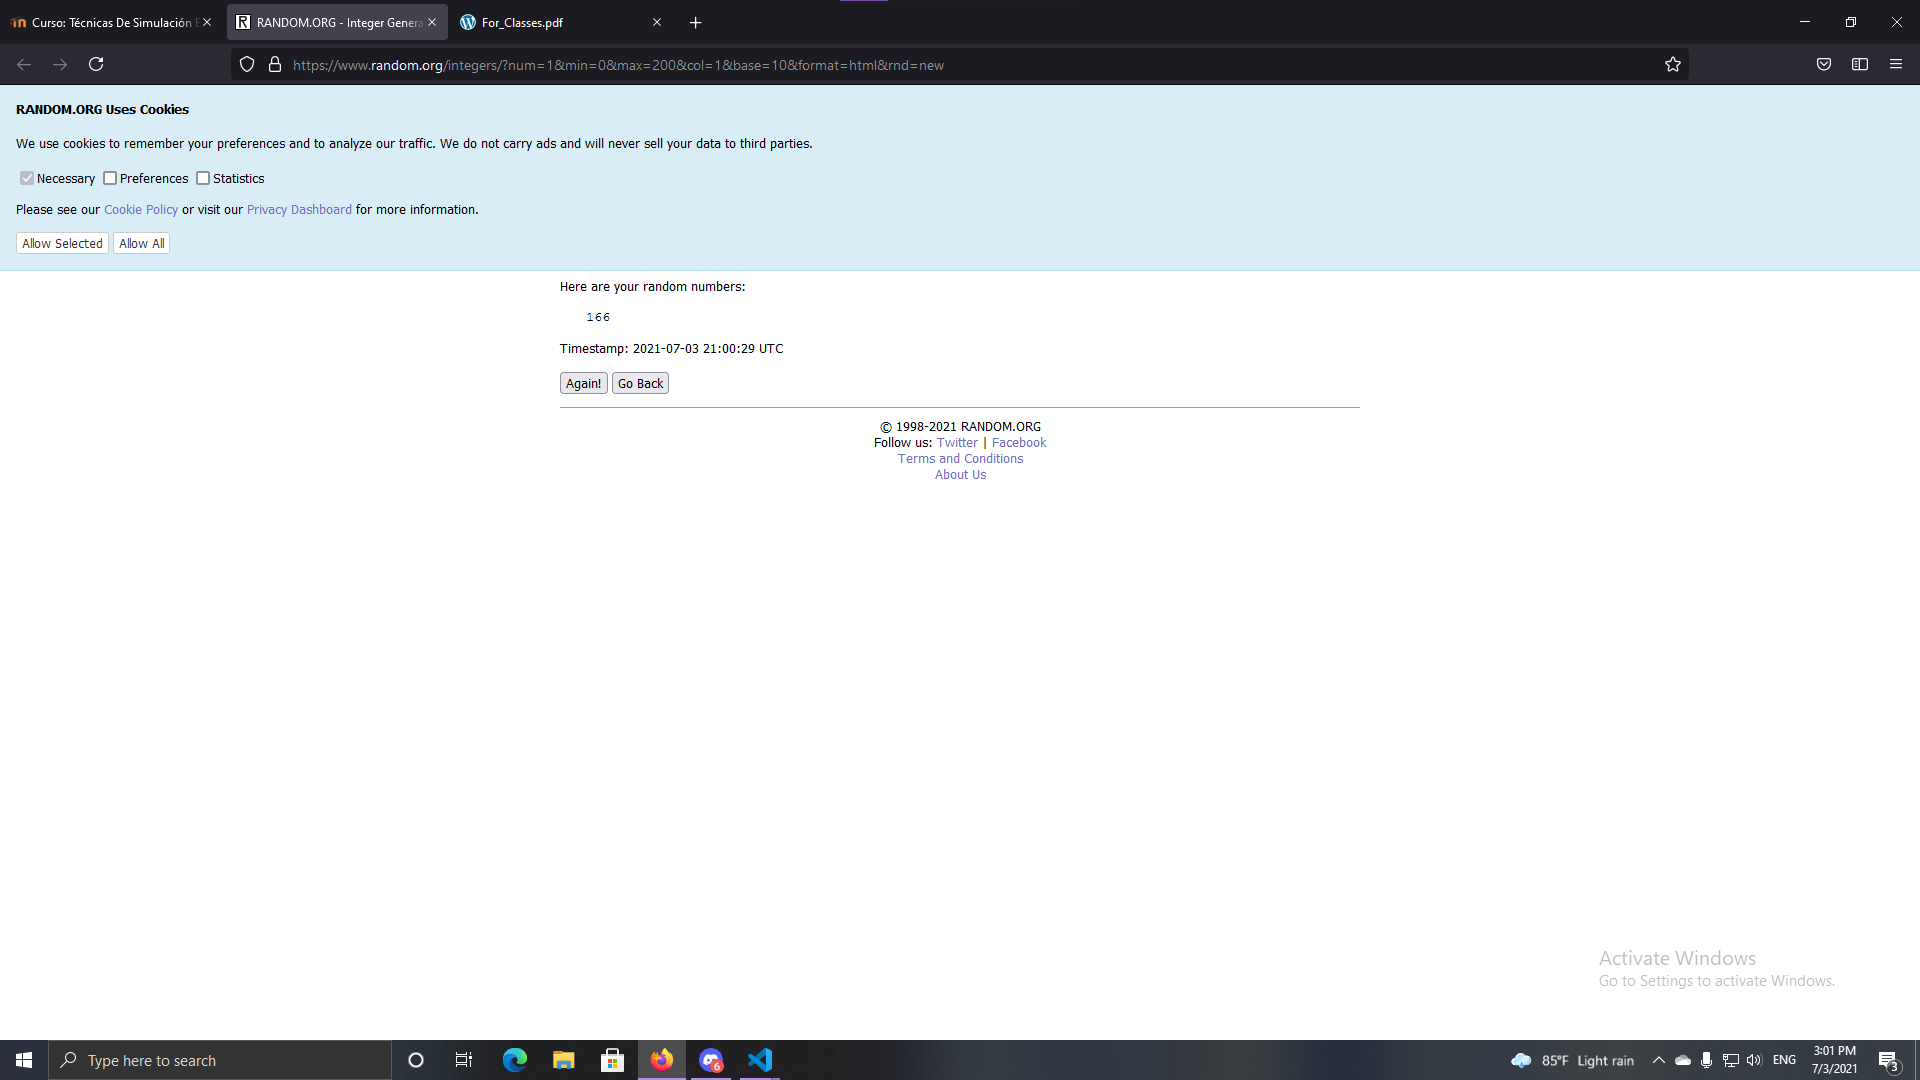 Curso: Técnicas De Simulación E
RANDOM.ORG - Integer Genera
For_Classes.pdf
https://www.random.org/integers/?num=1&min=0&max=200&col=1&base=10&format=html&rnd=new
RANDOM.ORG Uses Cookies
We use cookies to remember your preferences and to analyze our traffic. We do not carry ads and will never sell your data to third parties.
Necessary Preferences Statistics
Please see our Cookie Policy or visit our Privacy Dashboard for more information.
Allow Selected Allow All
Here are your random numbers:
166
Timestamp: 2021-07-03 21:00:29 UTC
Again! Go Back
© 1998-2021 RANDOM.ORG
Follow us: Twitter | Facebook
Terms and Conditions
About Us
Activate Windows
Go to Settings to activate Windows.
Type here to search
6
85°F Light rain
ENG
3:01 PM
7/3/2021
3